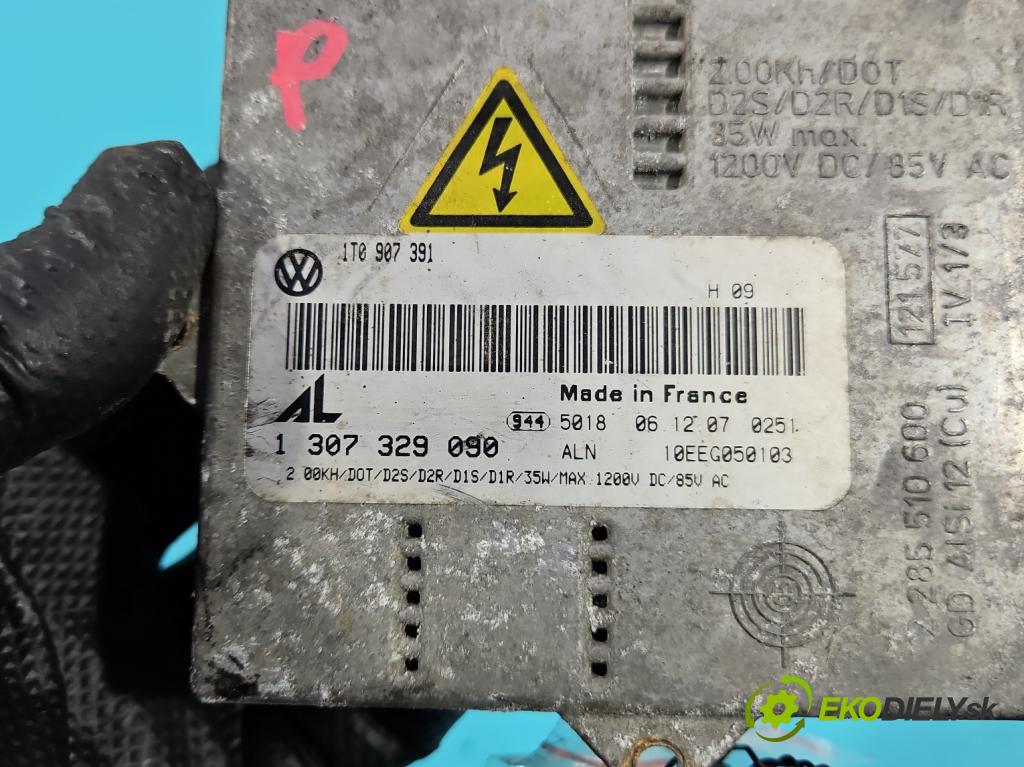 P
2.00Kh/DOT
D2S/D2R/D1S/D1R
35W max.
1200V DC/85V AC
VW
1T0 907 391
H 09
AL
Made in France
944 5018 06 12 07 0251
1 307 329 090
ALN 10EEG050103
2 00KH/DOT/D2S/D2R/D1S/D1R/35W/MAX 1200V DC/85V AC
121577
IV 1/3
2 285 510 600
GD AlSi 12 (Cu)
EKODIELY.sk